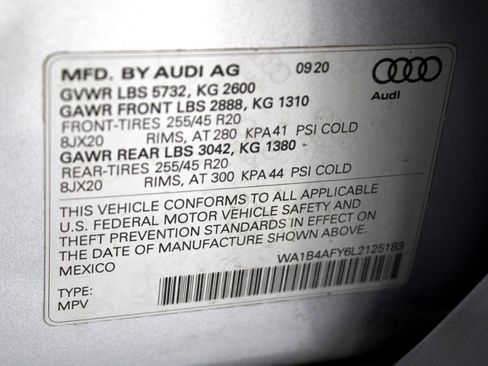 MFD. BY AUDI AG 09 20
GVWR LBS 5732, KG 2600
GAWR FRONT LBS 2888, KG 1310
FRONT-TIRES 255/45 R20
8JX20 RIMS, AT 280 KPA 41 PSI COLD
GAWR REAR LBS 3042, KG 1380
REAR-TIRES 255/45 R20
8JX20 RIMS, AT 300 KPA 44 PSI COLD
Audi
THIS VEHICLE CONFORMS TO ALL APPLICABLE
U.S. FEDERAL MOTOR VEHICLE SAFETY AND
THEFT PREVENTION STANDARDS IN EFFECT ON
THE DATE OF MANUFACTURE SHOWN ABOVE.
MEXICO
WA1B4AFY6L2125183
TYPE:
MPV